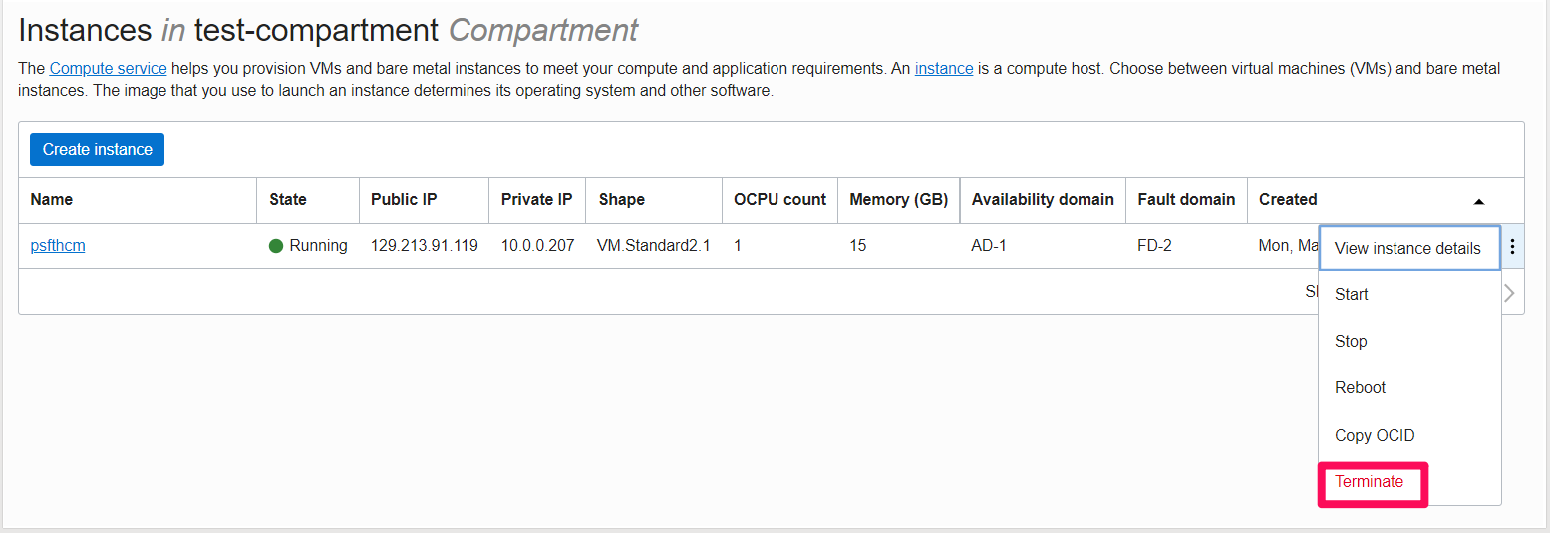 Instances in test-compartment Compartment
The Compute service helps you provision VMs and bare metal instances to meet your compute and application requirements. An instance is a compute host. Choose between virtual machines (VMs) and bare metal
instances. The image that you use to launch an instance determines its operating system and other software.
Create instance
Name State Public IP Private IP Shape OCPU count Memory (GB) Availability domain Fault domain Created
psfthcm Running 129.213.91.119 10.0.0.207 VM.Standard2.1 1 15 AD-1 FD-2 Mon, Ma
View instance details
Start
Stop
Reboot
Copy OCID
Terminate